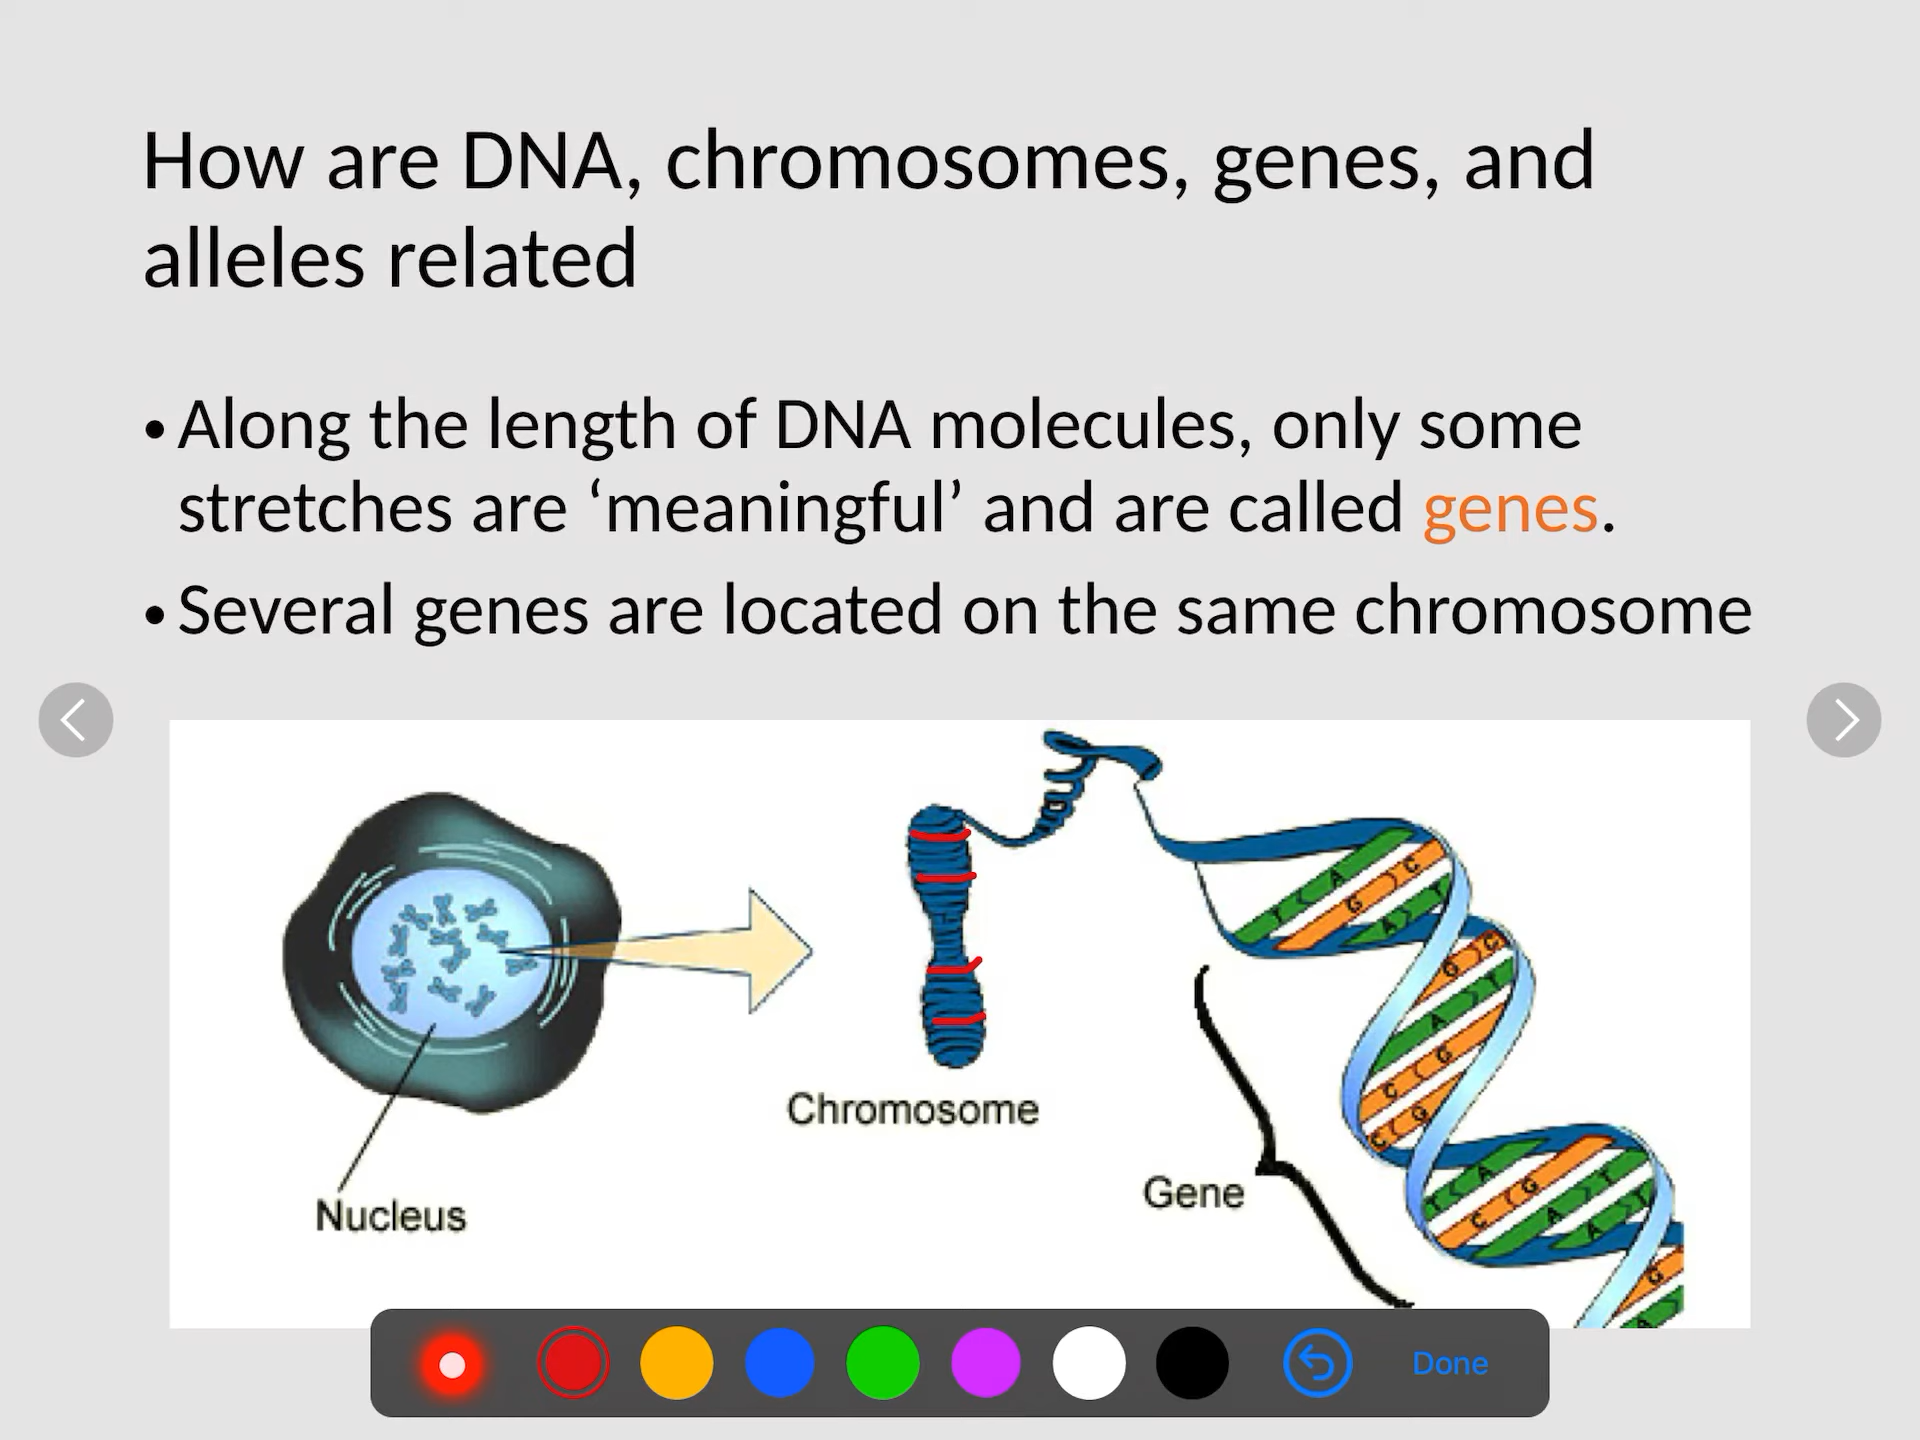 How are DNA, chromosomes, genes, and
alleles related
• Along the length of DNA molecules, only some
stretches are ‘meaningful’ and are called genes.
• Several genes are located on the same chromosome
T A
G C
A T
G C
A T
C G
C G
Chromosome
Gene
Nucleus
T A
C G
A T
A T
G
A
Done